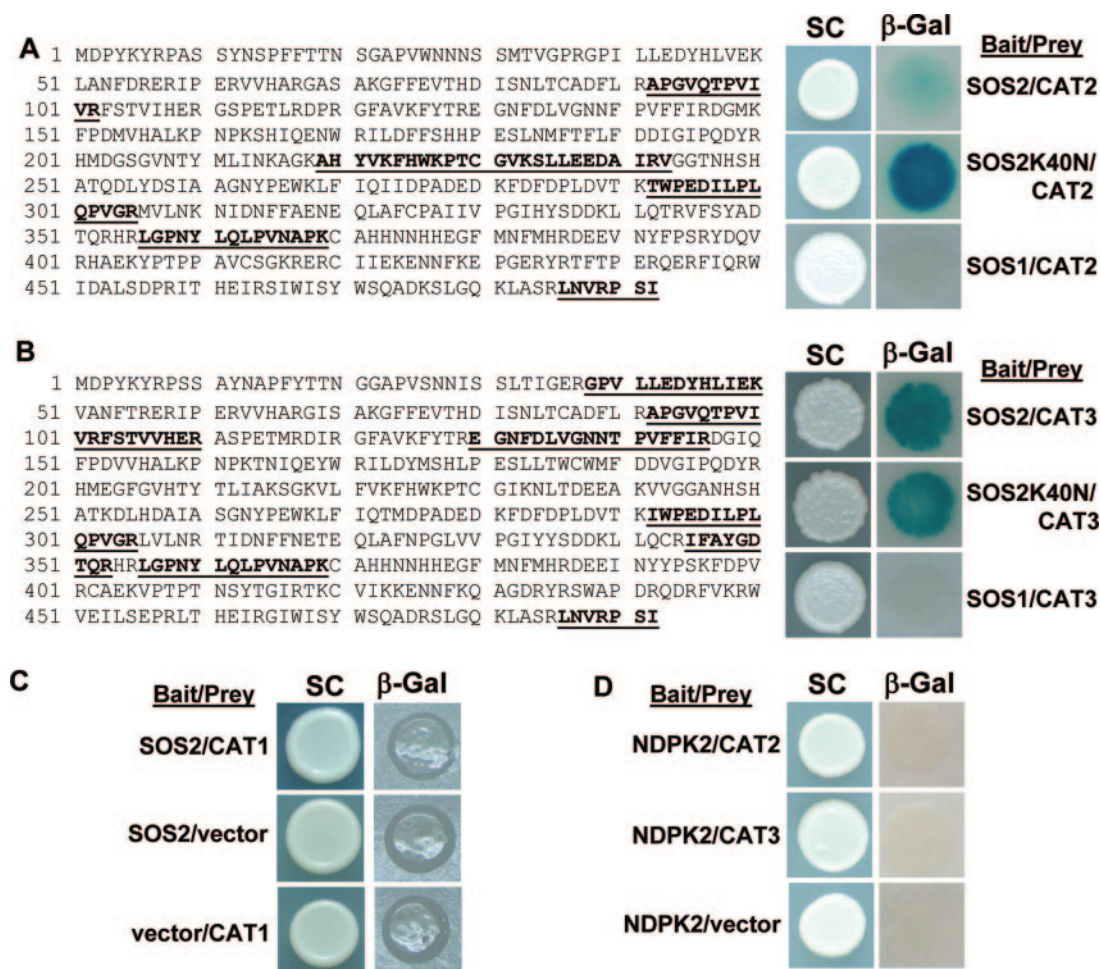 A
1 MDPYKYRPAS SYNSPFFTTN SGAPVWNNNS SMTVGPRGPI LLEDYHLVEK
51 LANFDRERIP ERVVHARGAS AKGFFEVTHD ISNLTCADFL RAPGVQTPVI
101 VRFSTVIHER GSPETLRDPR GFAVKFYTRE GNFDLVGNNF PVFFIRDGMK
151 FPDMVHALKP NPKSHIQENW RILDFFSHHP ESLNMFTFLF DDIGIPQDYR
201 HMDGSGVNTY MLINKAGKAH YVKFHWKPTC GVKSLLEEDA IRVGGTNHSH
251 ATQDLYDSIA AGNYPEWKLF IQIIDPADED KFDFDPLDVT KTWPEDILPL
301 QPVGRMVLNK NIDNFFAENE QLAFCPAIIV PGIHYSDDKL LQTRVFSYAD
351 TQRHRLGPNY LQLPVNAPKC AHHNNHHEGF MNFMHRDEEV NYFPSRYDQV
401 RHAEKYPTPP AVCSGKRERC IIEKENNFKE PGERYRTFTP ERQERFIQRW
451 IDALSDPRIT HEIRSIWISY WSQADKSLGQ KLASRLNVRP SI
SC β-Gal Bait/Prey
SOS2/CAT2
SOS2K40N/
CAT2
SOS1/CAT2
B
1 MDPYKYRPSS AYNAPFYTTN GGAPVSNNIS SLTIGERGPV LLEDYHLIEK
51 VANFTRERIP ERVVHARGIS AKGFFEVTHD ISNLTCADFL RAPGVQTPVI
101 VRFSTVVHER ASPETMRDIR GFAVKFYTRE GNFDLVGNNT PVFFIRDGIQ
151 FPDVVHALKP NPKTNIQEYW RILDYMSHLP ESLLTWCWMF DDVGIPQDYR
201 HMEGFGVHTY TLIAKSGKVL FVKFHWKPTC GIKNLTDEEA KVVGGANHSH
251 ATKDLHDAIA SGNYPEWKLF IQTMDPADED KFDFDPLDVT KIWPEDILPL
301 QPVGRLVLNR TIDNFFNETE QLAFNPGLVV PGIYYSDDKL LQCRIFAYGD
351 TQRHRLGPNY LQLPVNAPKC AHHNNHHEGF MNFMHRDEEI NYYPSKFDPV
401 RCAEKVPTPT NSYTGIRTKC VIKKENNFKQ AGDRYRSWAP DRQDRFVKRW
451 VEILSEPRLT HEIRGIWISY WSQADRSLGQ KLASRLNVRP SI
SC β-Gal Bait/Prey
SOS2/CAT3
SOS2K40N/
CAT3
SOS1/CAT3
C
Bait/Prey SC β-Gal
SOS2/CAT1
SOS2/vector
vector/CAT1
D
Bait/Prey SC β-Gal
NDPK2/CAT2
NDPK2/CAT3
NDPK2/vector